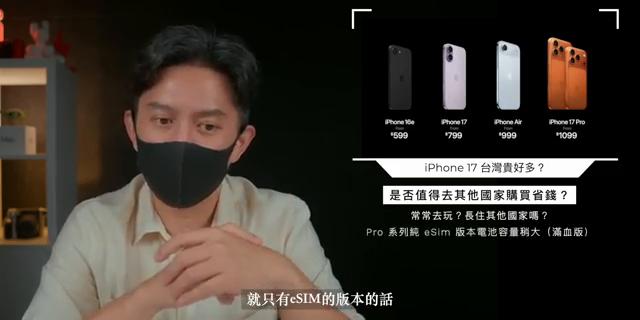 iPhone 16e
From
$599
iPhone 17
From
$799
iPhone Air
From
$999
iPhone 17 Pro
From
$1099
iPhone 17 台灣貴好多？
是否值得去其他國家購買省錢？
常常去玩？長住其他國家嗎？
Pro 系列純 eSim 版本電池容量稍大（滿血版）
就只有eSIM的版本的話